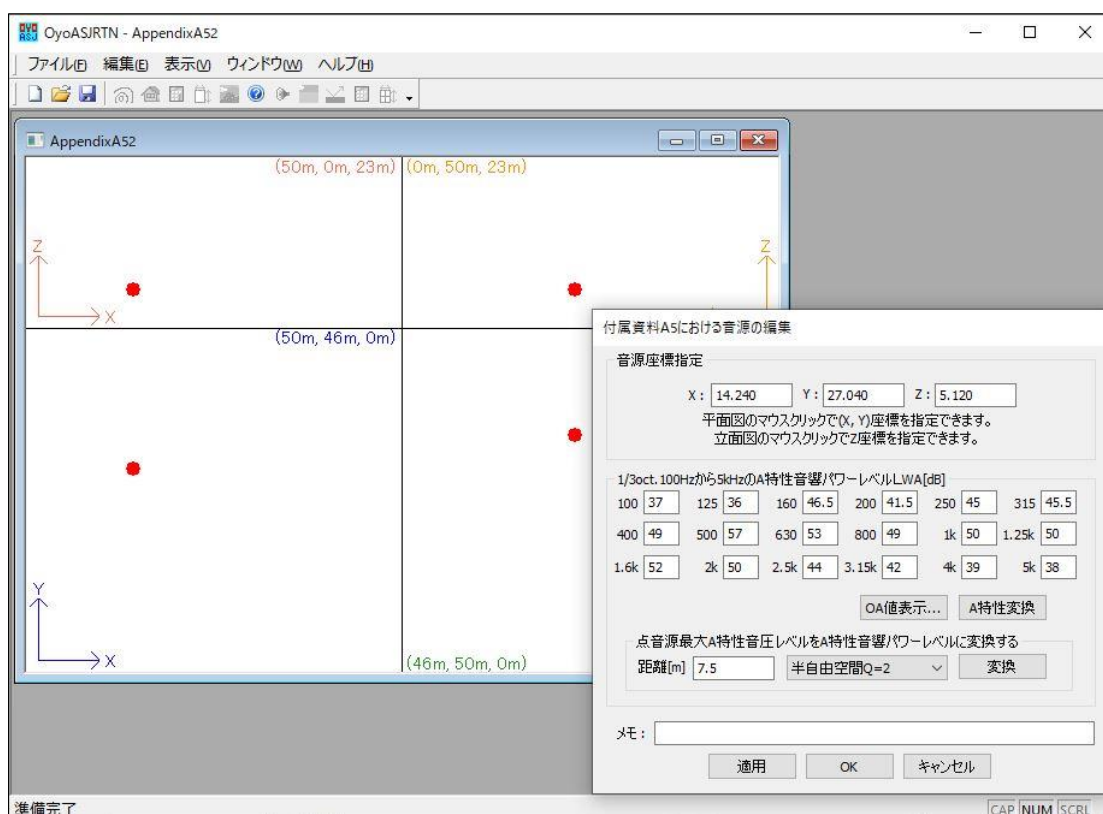 OyoASJRTN - AppendixA52
ファイル(F) 編集(E) 表示(V) ウィンドウ(W) ヘルプ(H)
AppendixA52
(50m, 0m, 23m) (0m, 50m, 23m)
Z
Z
X
(50m, 46m, 0m)
Y
X
(46m, 50m, 0m)
付属資料A5における音源の編集
音源座標指定
X: 14.240 Y: 27.040 Z: 5.120
平面図のマウスクリックで(X, Y)座標を指定できます。
立面図のマウスクリックでZ座標を指定できます。
1/3oct.100Hzから5kHzのA特性音響パワーレベルLWA[dB]
100 37 125 36 160 46.5 200 41.5 250 45 315 45.5
400 49 500 57 630 53 800 49 1k 50 1.25k 50
1.6k 52 2k 50 2.5k 44 3.15k 42 4k 39 5k 38
OA値表示... A特性変換
点音源最大A特性音圧レベルをA特性音響パワーレベルに変換する
距離[m] 7.5 半自由空間Q=2 変換
メモ:
適用 OK キャンセル
準備完了 CAP NUM SCRL